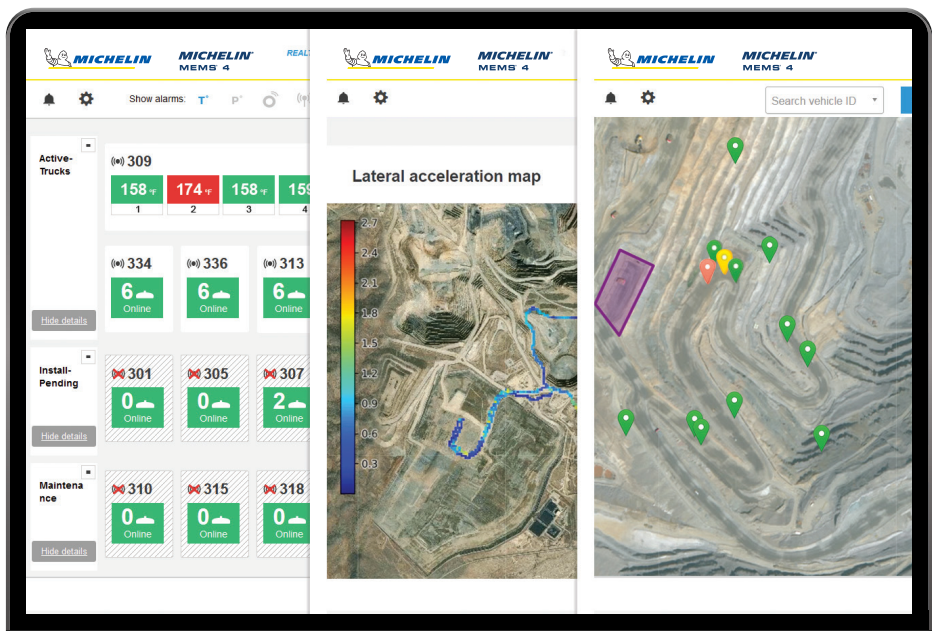 MICHELIN
MICHELIN
MEMS 4
Show alarms: T° P°
Active-
Trucks
309
158 °F 174 °F 158 °F
1 2 3 4
334 336 313
6 6 6
Online Online Online
Hide details
Install-
Pending
301 305 307
0 0 2
Online Online Online
Hide details
Maintena
nce
310 315 318
0 0 0
Online Online Online
Hide details
MICHELIN
MICHELIN
MEMS 4
Lateral acceleration map
2.7
2.4
2.1
1.8
1.5
1.2
0.9
0.6
0.3
MICHELIN
MICHELIN
MEMS 4
Search vehicle ID